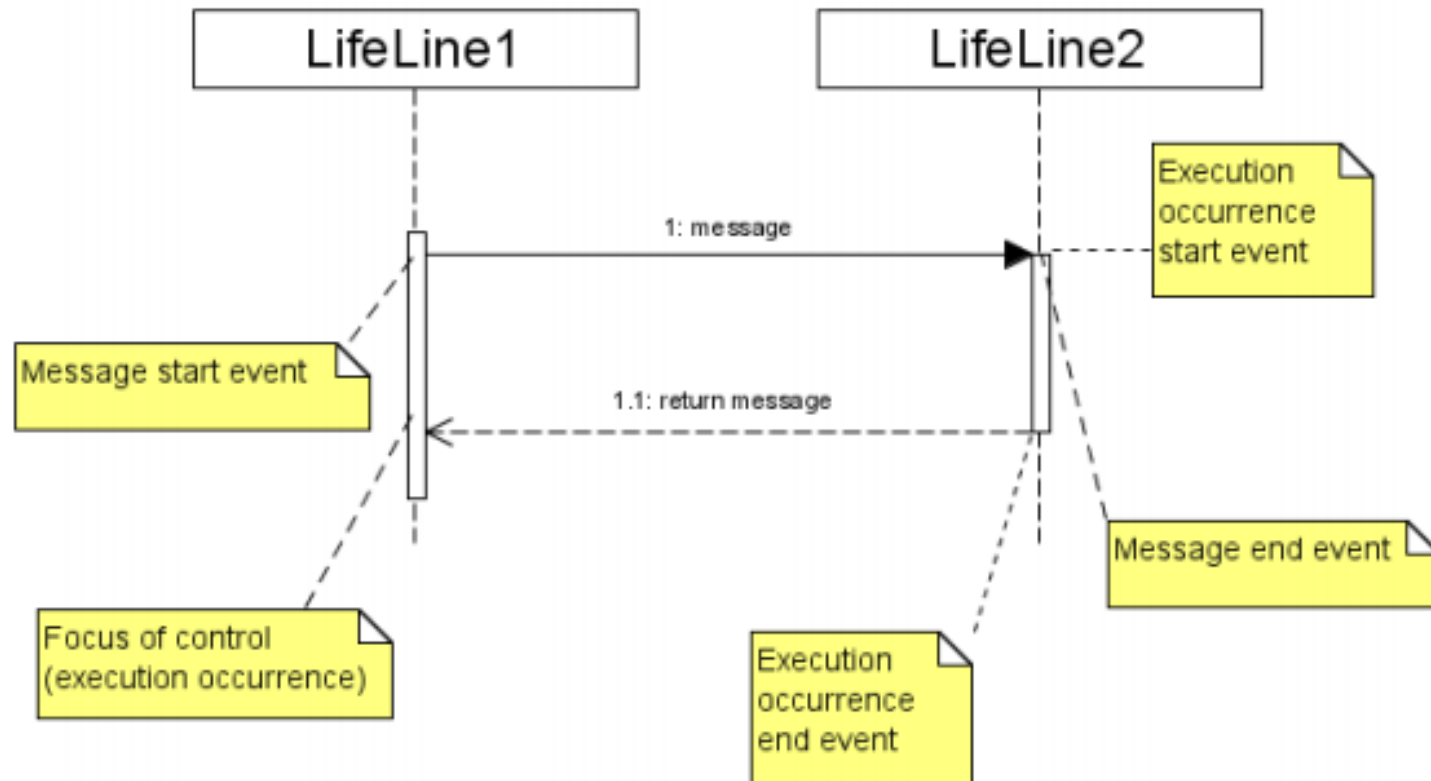 LifeLine1
LifeLine2
Execution
occurrence
start event
1: message
Message start event
1.1: return message
Message end event
Focus of control
(execution occurrence)
Execution
occurrence
end event